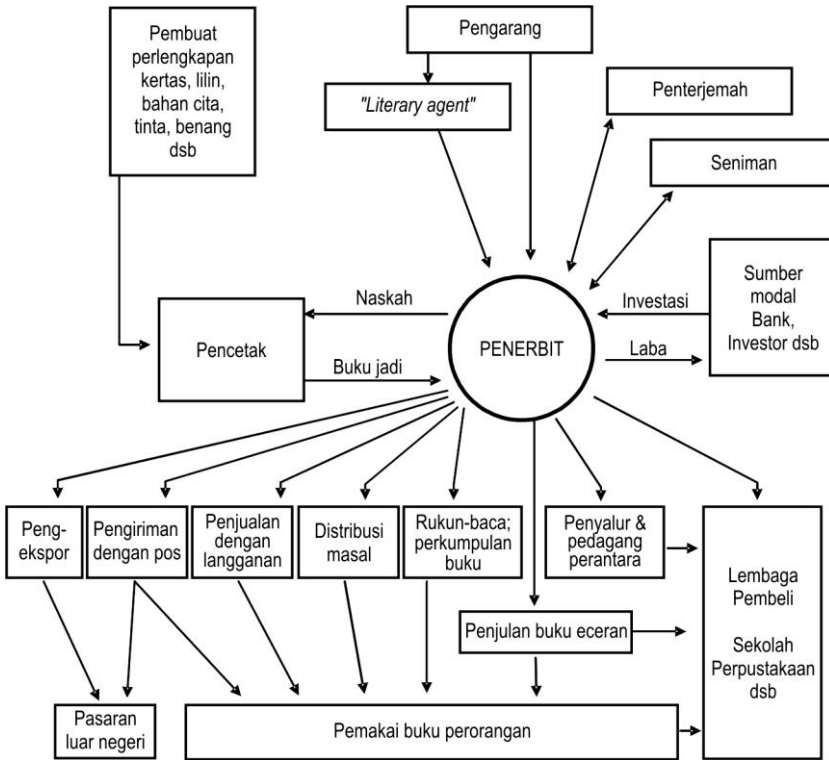 Pembuat
perlengkapan
kertas, lilin,
bahan cita,
tinta, benang
dsb
Pengarang
"Literary agent"
Penterjemah
Seniman
Sumber
modal
Bank,
Investor dsb
Naskah
Investasi
Pencetak
PENERBIT
Buku jadi
Laba
Peng-
ekspor
Pengiriman
dengan pos
Penjualan
dengan
langganan
Distribusi
masal
Rukun-baca;
perkumpulan
buku
Penyalur &
pedagang
perantara
Lembaga
Pembeli
Sekolah
Perpustakaan
dsb
Penjulan buku eceran
Pasaran
luar negeri
Pemakai buku perorangan